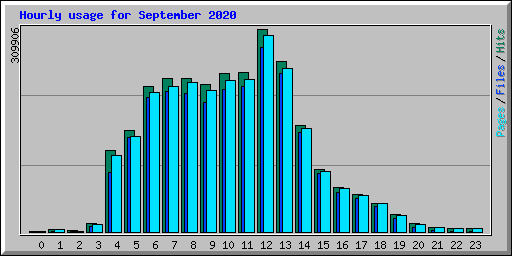 Hourly usage for September 2020
309906
Pages/Files/Hits
0 1 2 3 4 5 6 7 8 9 10 11 12 13 14 15 16 17 18 19 20 21 22 23